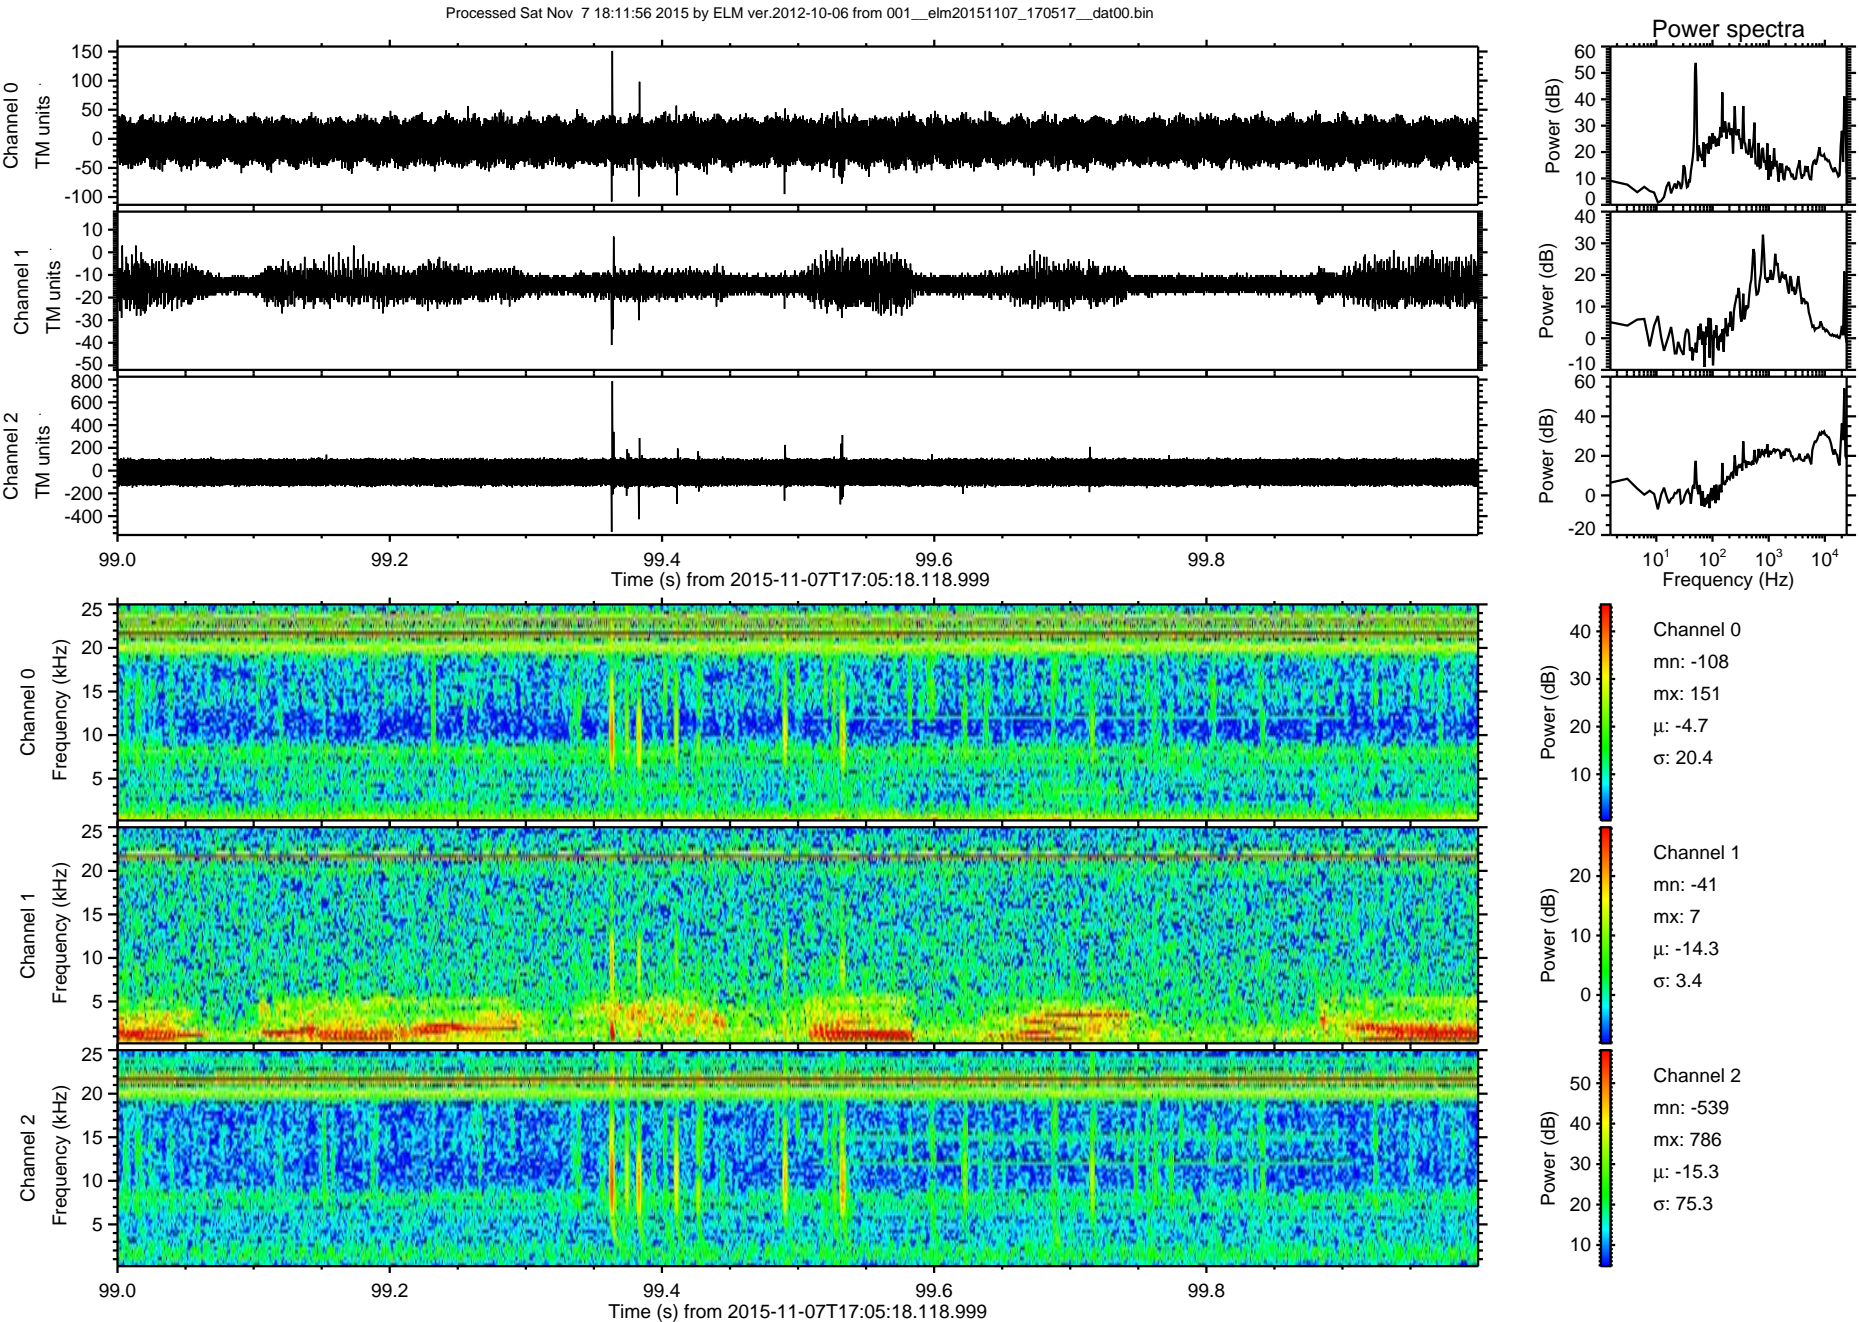 Processed Sat Nov 7 18:11:56 2015 by ELM ver.2012-10-06 from 001__elm20151107_170517__dat00.bin
Power spectra
Channel 0
TM units
150
100
50
0
-50
-100
Power (dB)
60
50
40
30
20
10
0
Channel 1
TM units
10
0
-10
-20
-30
-40
-50
Power (dB)
40
30
20
10
0
-10
Channel 2
TM units
800
600
400
200
0
-200
-400
Power (dB)
60
40
20
0
-20
99.0 99.2 99.4 99.6 99.8
Time (s) from 2015-11-07T17:05:18.118.999
10¹ 10² 10³ 10⁴
Frequency (Hz)
Channel 0
Frequency (kHz)
25
20
15
10
5
Power (dB)
40
30
20
10
Channel 0
mn: -108
mx: 151
μ: -4.7
σ: 20.4
Channel 1
Frequency (kHz)
25
20
15
10
5
Power (dB)
20
10
0
Channel 1
mn: -41
mx: 7
μ: -14.3
σ: 3.4
Channel 2
Frequency (kHz)
25
20
15
10
5
Power (dB)
50
40
30
20
10
Channel 2
mn: -539
mx: 786
μ: -15.3
σ: 75.3
99.0 99.2 99.4 99.6 99.8
Time (s) from 2015-11-07T17:05:18.118.999